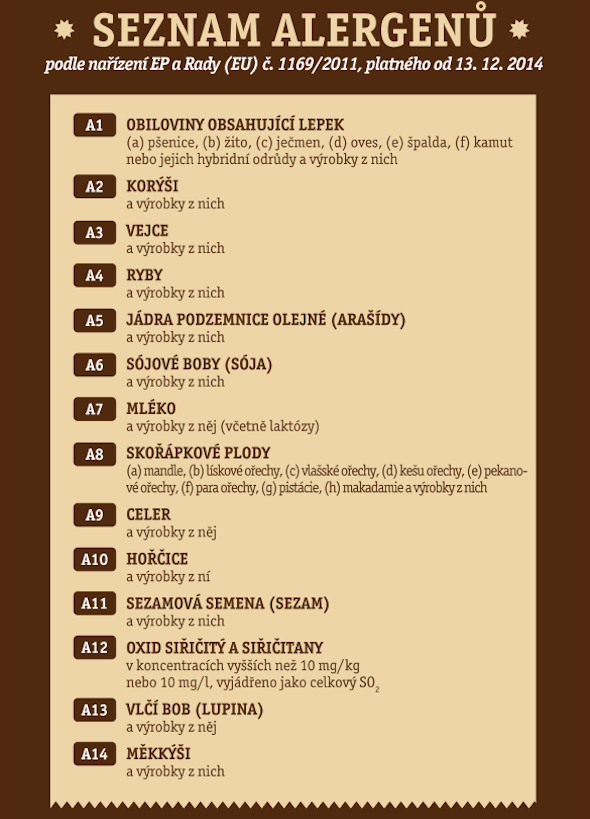 SEZNAM ALERGENŮ
podle nařízení EP a Rady (EU) č. 1169/2011, platného od 13. 12. 2014
A1 OBILOVINY OBSAHUJÍCÍ LEPEK
(a) pšenice, (b) žito, (c) ječmen, (d) oves, (e) špalda, (f) kamut
nebo jejich hybridní odrůdy a výrobky z nich
A2 KORÝŠI
a výrobky z nich
A3 VEJCE
a výrobky z nich
A4 RYBY
a výrobky z nich
A5 JÁDRA PODZEMNICE OLEJNÉ (ARAŠÍDY)
a výrobky z nich
A6 SÓJOVÉ BOBY (SÓJA)
a výrobky z nich
A7 MLÉKO
a výrobky z něj (včetně laktózy)
A8 SKOŘÁPKOVÉ PLODY
(a) mandle, (b) lískové ořechy, (c) vlašské ořechy, (d) kešu ořechy, (e) pekano-
vé ořechy, (f) para ořechy, (g) pistácie, (h) makadamie a výrobky z nich
A9 CELER
a výrobky z něj
A10 HOŘČICE
a výrobky z ní
A11 SEZAMOVÁ SEMENA (SEZAM)
a výrobky z nich
A12 OXID SIŘIČITÝ A SIŘIČITANY
v koncentracích vyšších než 10 mg/kg
nebo 10 mg/l, vyjádřeno jako celkový SO₂
A13 VLČÍ BOB (LUPINA)
a výrobky z něj
A14 MĚKKÝŠI
a výrobky z nich